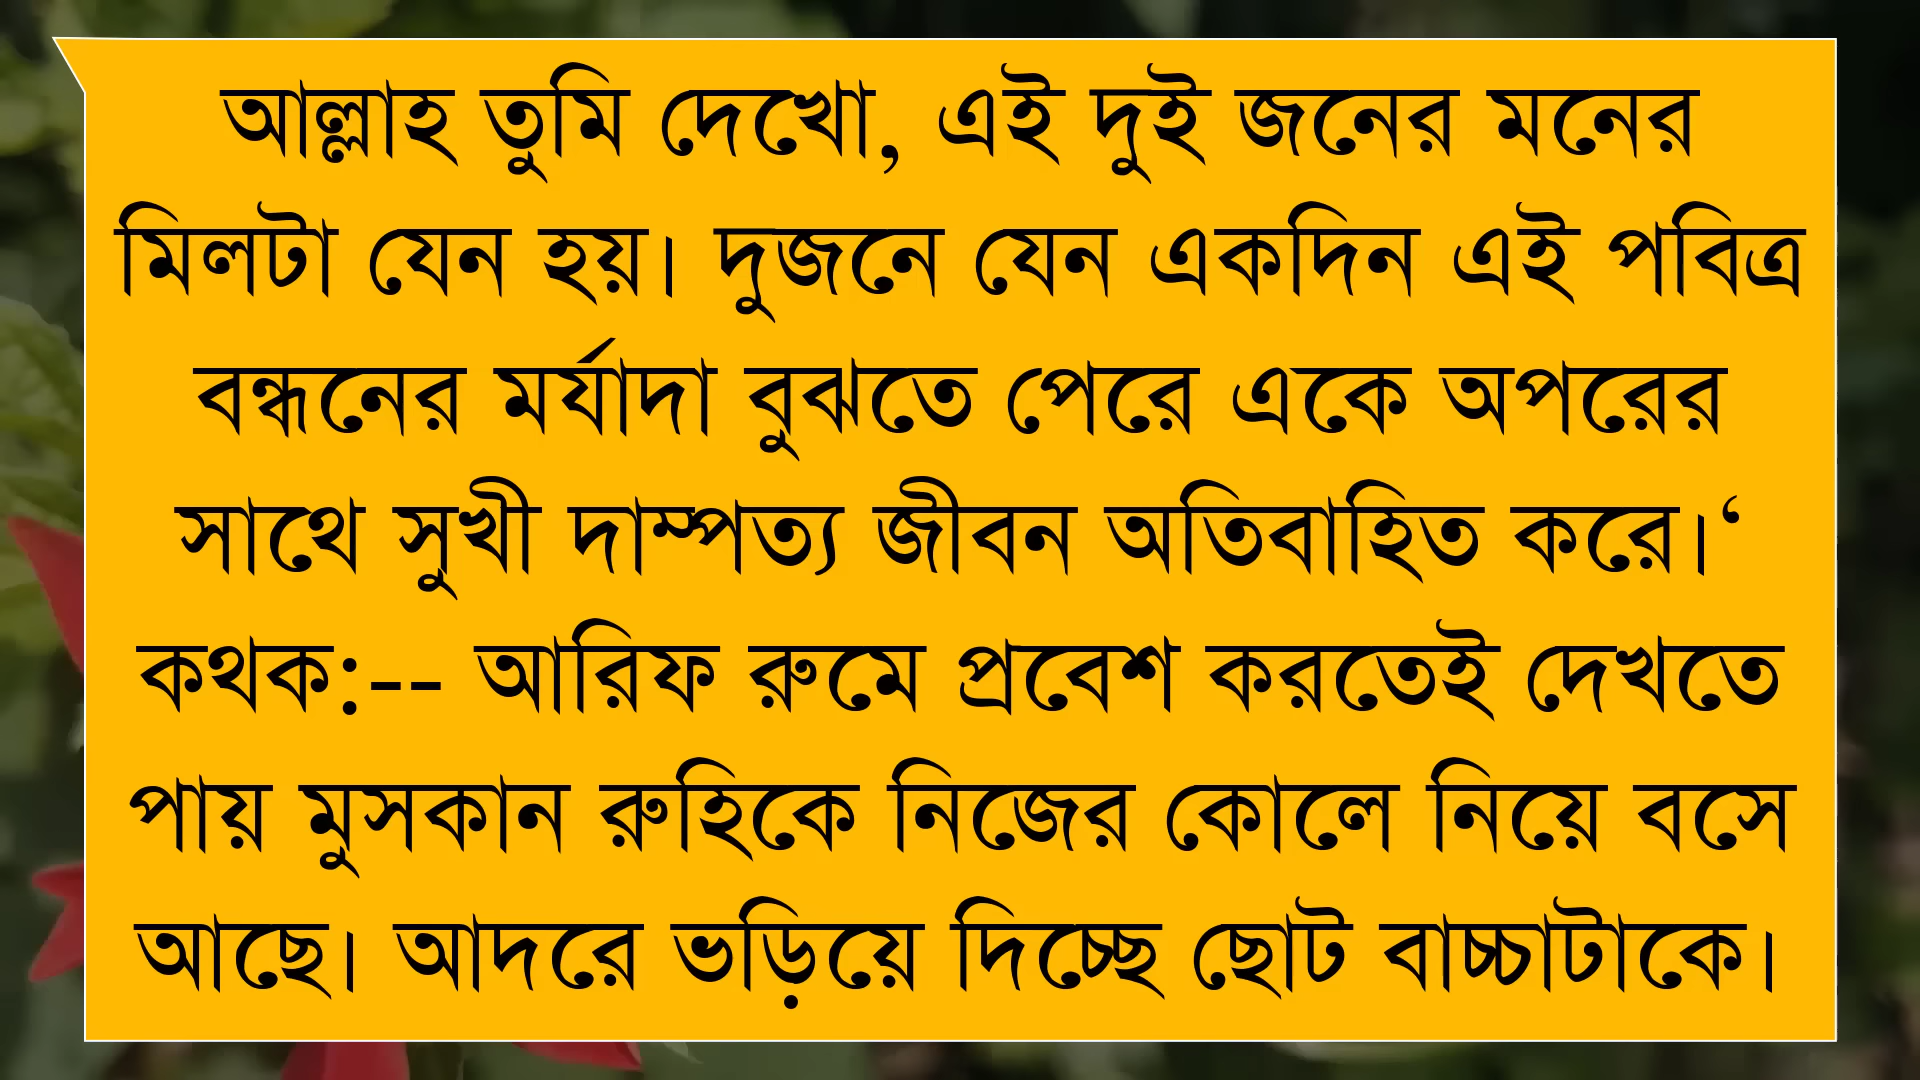 আল্লাহ তুমি দেখো, এই দুই জনের মনের
মিলটা যেন হয়। দুজনে যেন একদিন এই পবিত্র
বন্ধনের মর্যাদা বুঝতে পেরে একে অপরের
সাথে সুখী দাম্পত্য জীবন অতিবাহিত করে।‘
কথক:-- আরিফ রুমে প্রবেশ করতেই দেখতে
পায় মুসকান রুহিকে নিজের কোলে নিয়ে বসে
আছে। আদরে ভড়িয়ে দিচ্ছে ছোট বাচ্চাটাকে।